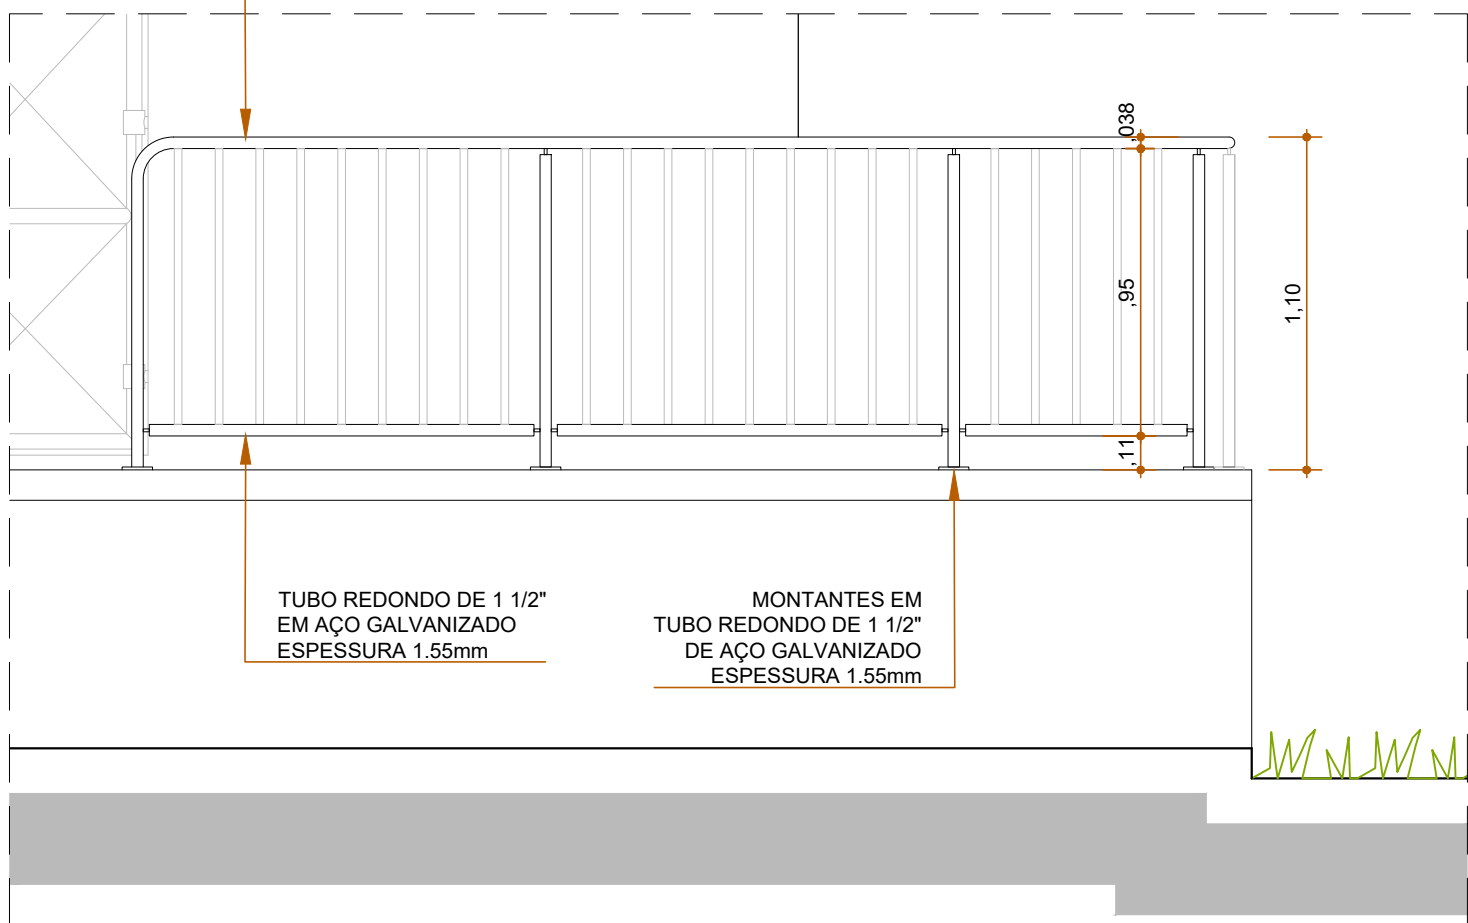 ,038
,95
1,10
,11
TUBO REDONDO DE 1 1/2"
EM AÇO GALVANIZADO
ESPESSURA 1.55mm
MONTANTES EM
TUBO REDONDO DE 1 1/2"
DE AÇO GALVANIZADO
ESPESSURA 1.55mm